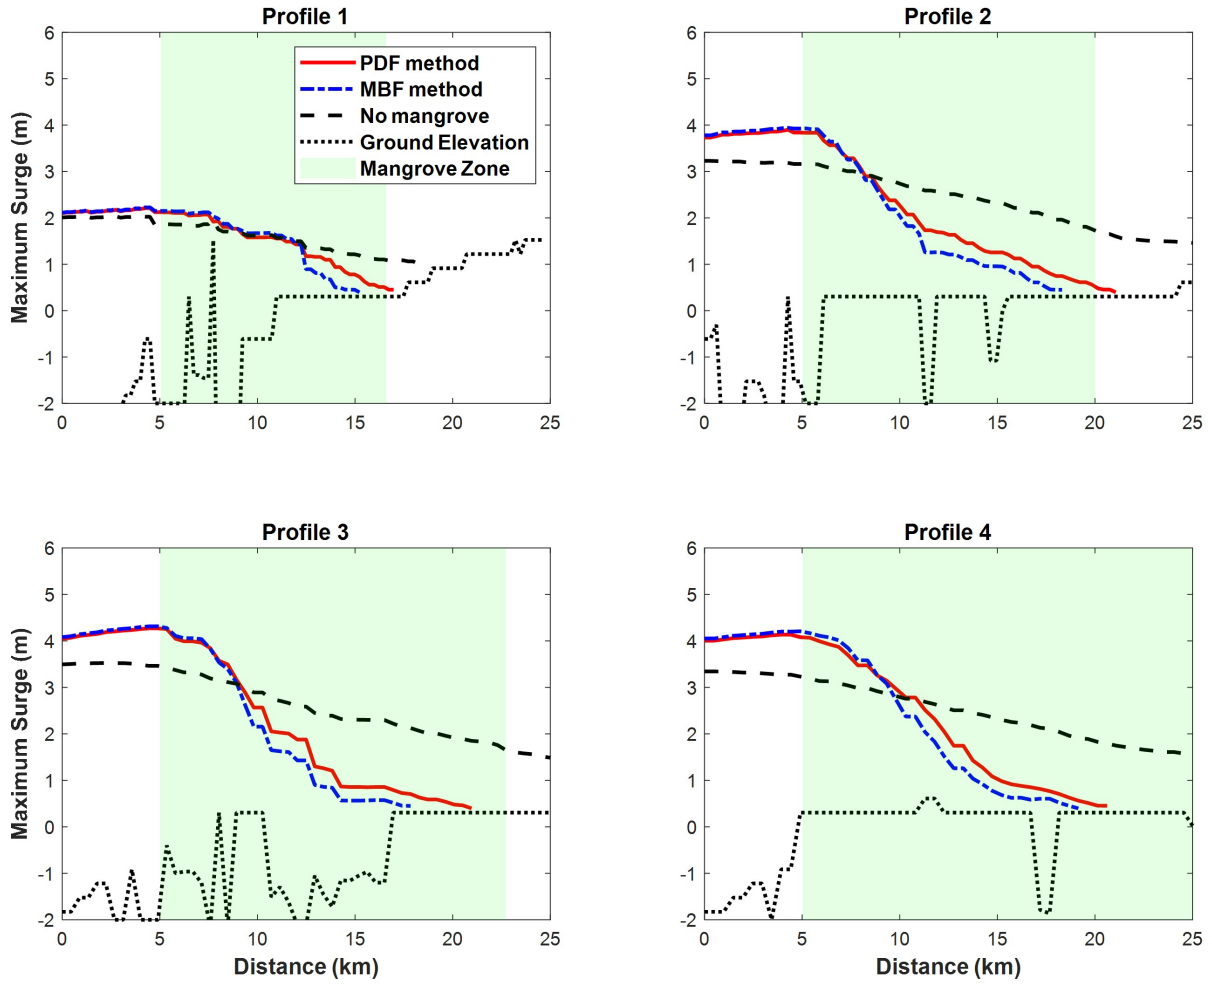 Profile 1
6
5
4
3
2
1
0
-1
-2
0 5 10 15 20 25
Maximum Surge (m)
PDF method
MBF method
No mangrove
Ground Elevation
Mangrove Zone
Profile 2
6
5
4
3
2
1
0
-1
-2
0 5 10 15 20 25
Profile 3
6
5
4
3
2
1
0
-1
-2
0 5 10 15 20 25
Maximum Surge (m)
Distance (km)
Profile 4
6
5
4
3
2
1
0
-1
-2
0 5 10 15 20 25
Distance (km)